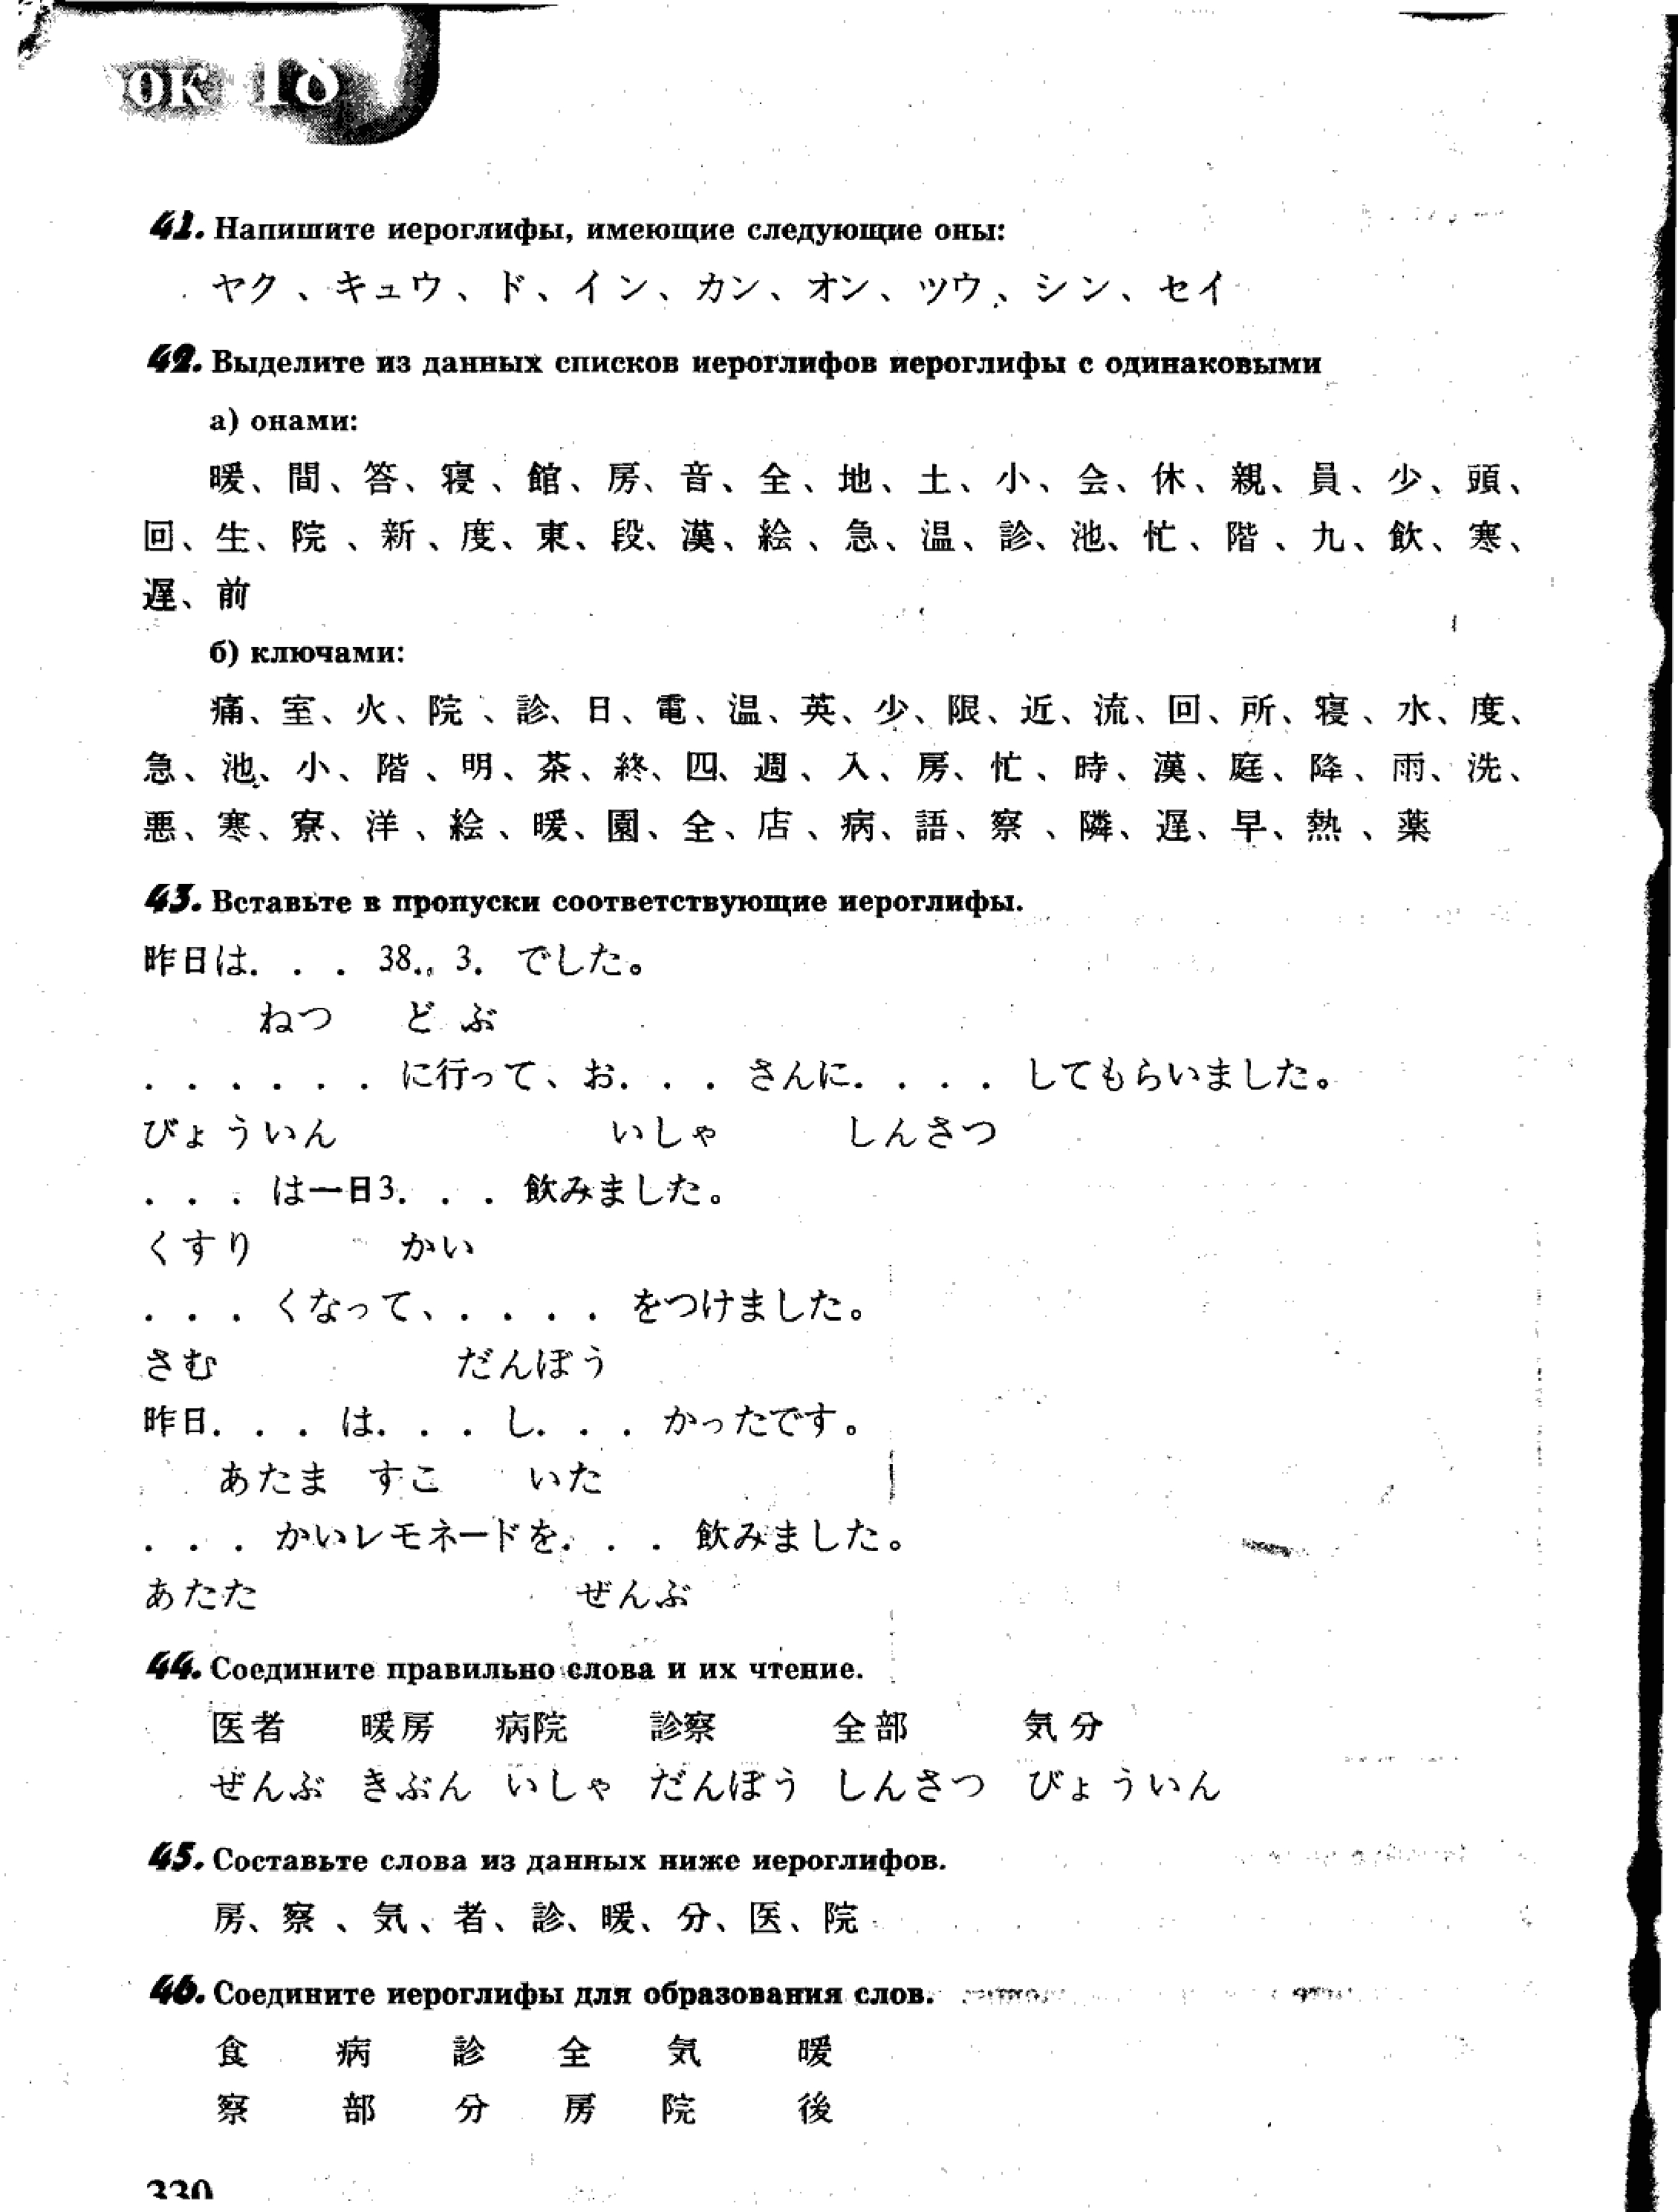 ОК 18
41. Напишите иероглифы, имеющие следующие оны:
ヤク、キュウ、ド、イン、カン、オン、ツウ、シン、セイ
42. Выделите из данных списков иероглифов иероглифы с одинаковыми
а) онами:
暖、間、答、寝、館、房、音、全、地、土、小、会、休、親、員、少、頭、
回、生、院、新、度、東、段、漢、絵、急、温、診、池、忙、階、九、飲、寒、
遅、前
б) ключами:
痛、室、火、院、診、日、電、温、英、少、限、近、流、回、所、寝、水、度、
急、池、小、階、明、茶、終、四、週、入、房、忙、時、漢、庭、降、雨、洗、
悪、寒、寮、洋、絵、暖、園、全、店、病、語、察、隣、遅、早、熱、薬
43. Вставьте в пропуски соответствующие иероглифы.
昨日は. . . 38.. 3. でした。
ねつ ど ぶ
. . . . . . に行って、お. . . さんに. . . . してもらいました。
びょういん いしゃ しんさつ
. . . は一日3. . . 飲みました。
くすり かい
. . . くなって、. . . . をつけました。
さむ だんぼう
昨日. . . は. . . し. . . かったです。
あたま すこ いた
. . . かいレモネードを. . . 飲みました。
あたた ぜんぶ
44. Соедините правильно слова и их чтение.
医者 暖房 病院 診察 全部 気分
ぜんぶ きぶん いしゃ だんぼう しんさつ びょういん
45. Составьте слова из данных ниже иероглифов.
房、察、気、者、診、暖、分、医、院
46. Соедините иероглифы для образования слов.
食 病 診 全 気 暖
察 部 分 房 院 後
330